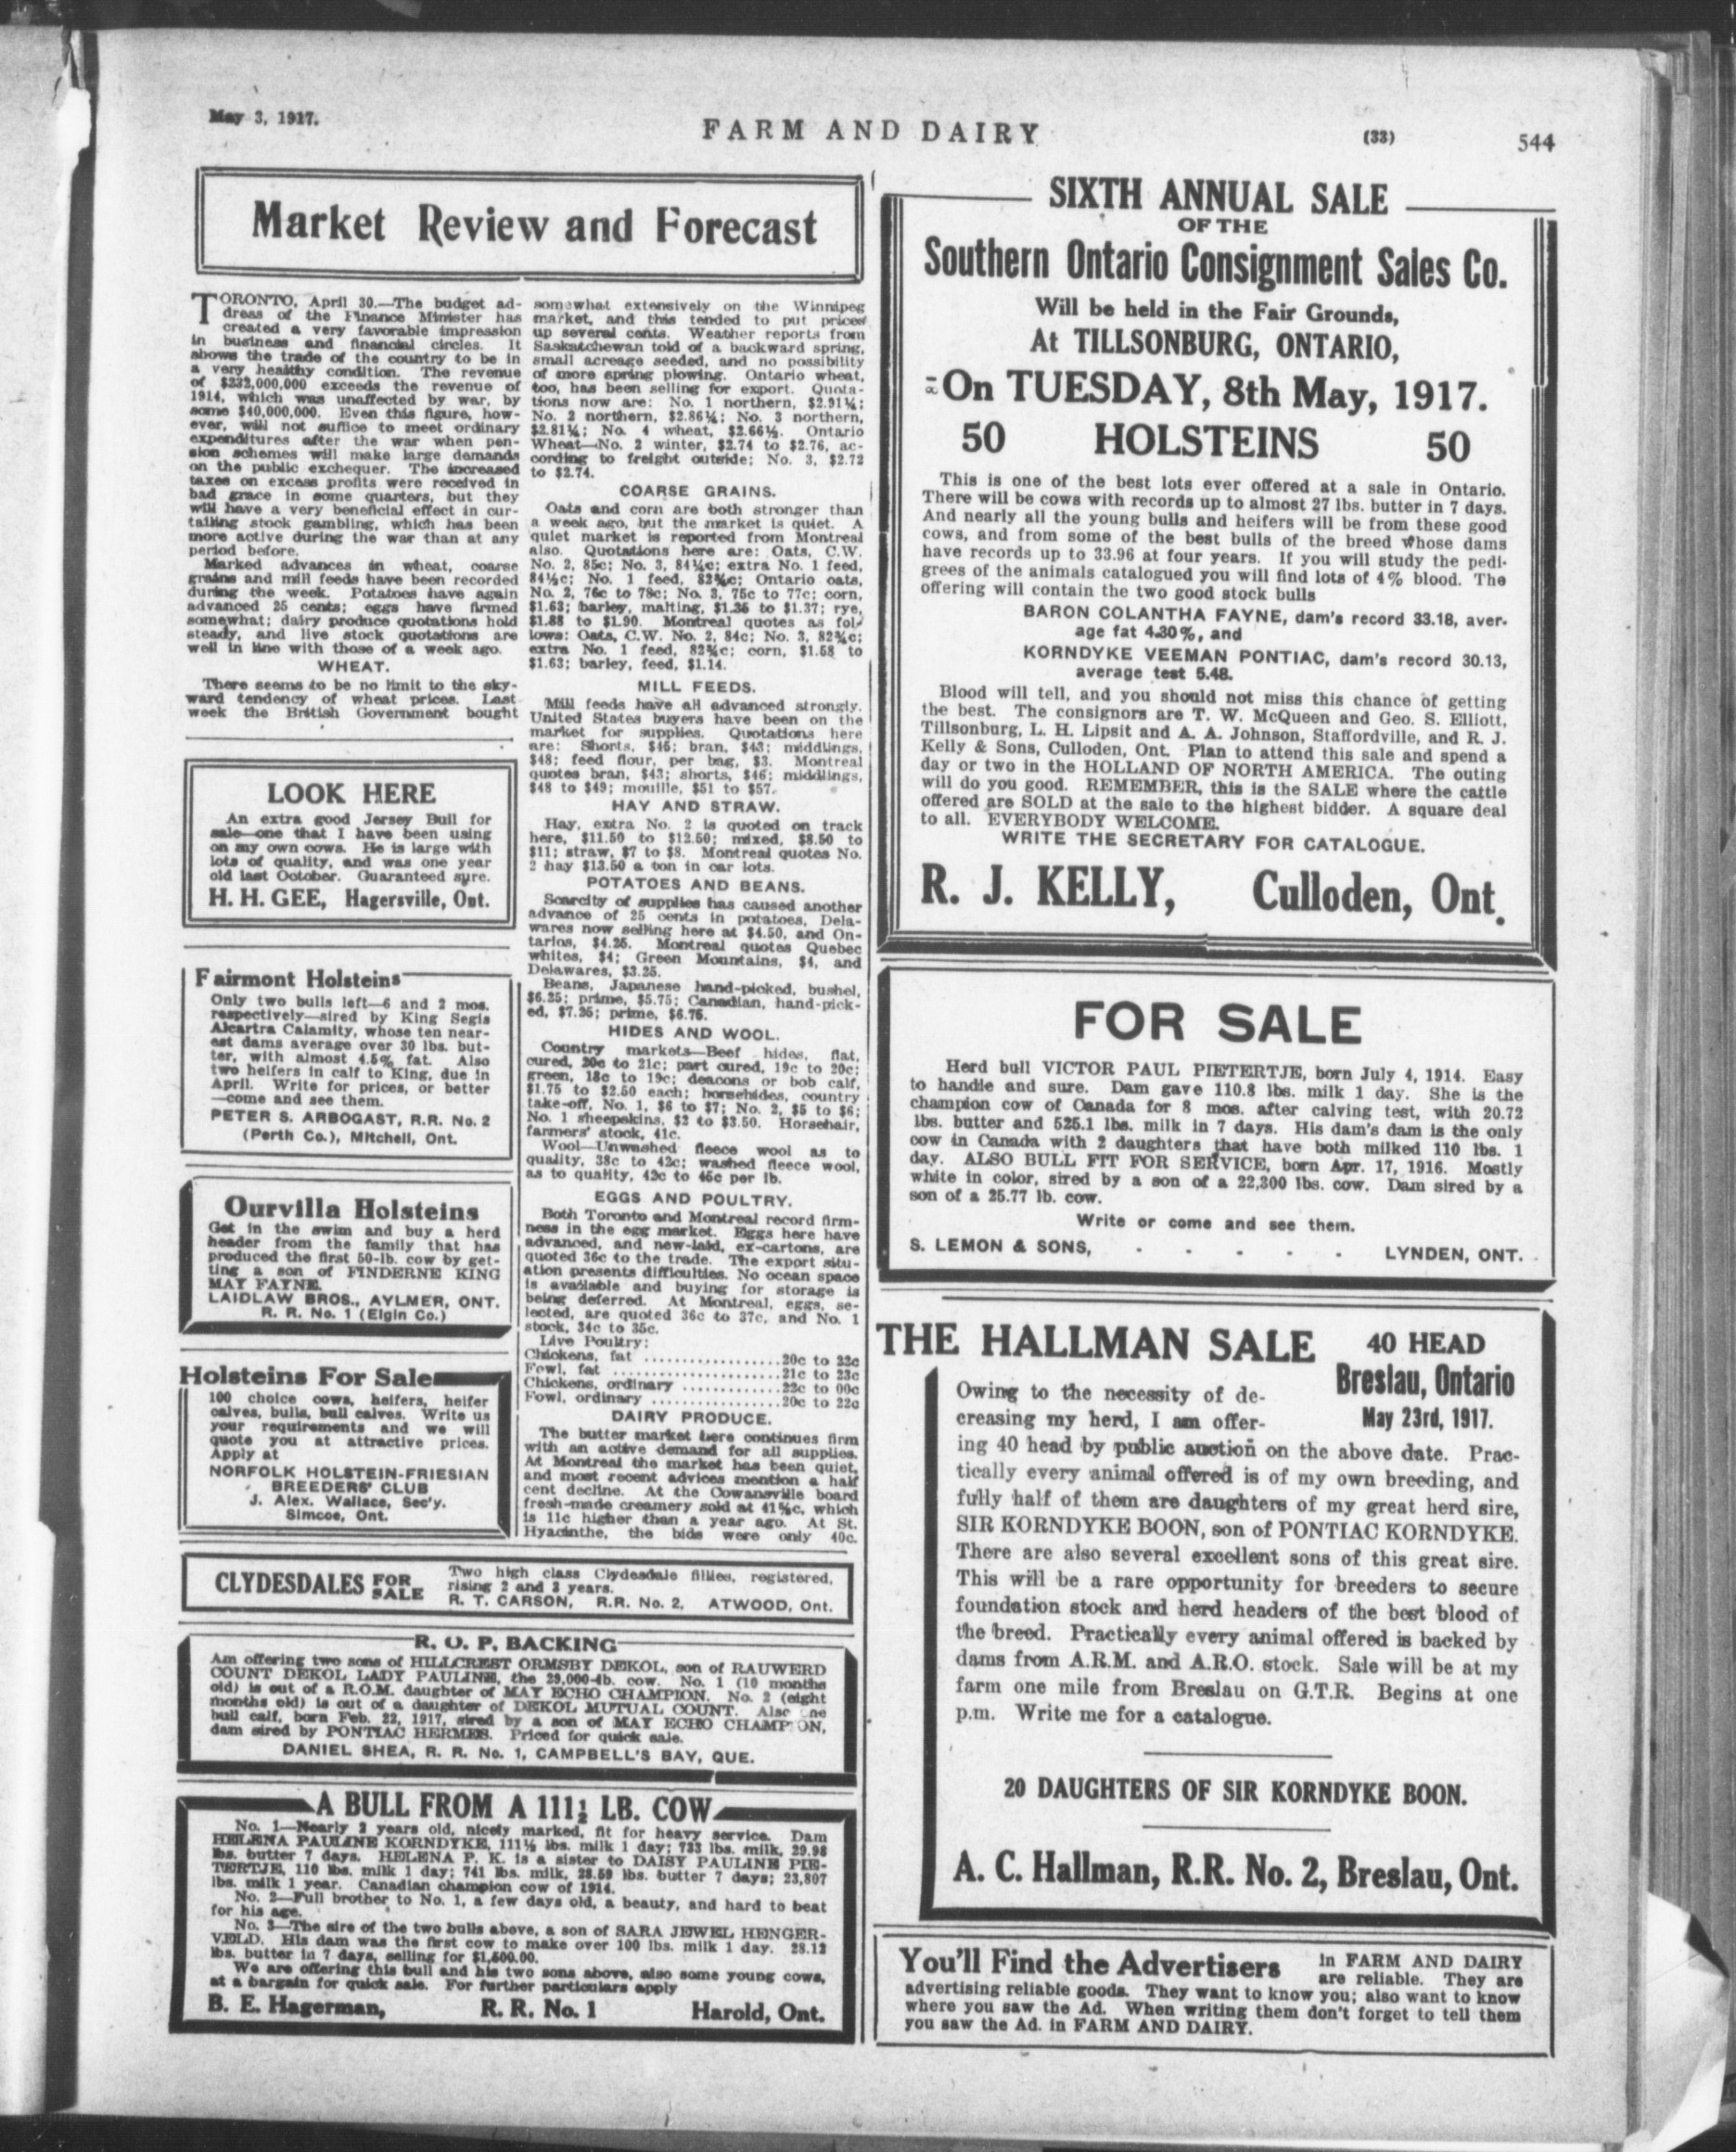 May 3, 1917.
FARM AND DAIRY
(33)
544
Market Review and Forecast
TORONTO, April 30.—The budget ad-
dress of the Finance Minister has
created a very favorable impression
in business and financial circles. It
shows the trade of the country to be in
a very healthy condition. The revenue
of $232,000,000 exceeds the revenue of
1914, which was unaffected by war, by
some $40,000,000. Even this figure, how-
ever, will not suffice to meet ordinary
expenditures after the war when pen-
sion schemes will make large demands
on the public exchequer. The increased
taxes on excess profits were received in
bad grace in some quarters, but they
will have a very beneficial effect in cur-
tailing stock gambling, which has been
more active during the war than at any
period before.
Marked advances in wheat, coarse
grains and mill feeds have been recorded
during the week. Potatoes have again
advanced 25 cents; eggs have firmed
somewhat; dairy produce quotations hold
steady, and live stock quotations are
well in line with those of a week ago.
WHEAT.
There seems to be no limit to the sky-
ward tendency of wheat prices. Last
week the British Government bought
somewhat extensively on the Winnipeg
market, and this tended to put prices
up several cents. Weather reports from
Saskatchewan told of a backward spring,
small acreage seeded, and no possibility
of more spring plowing. Ontario wheat,
too, has been selling for export. Quota-
tions now are: No. 1 northern, $2.91¼;
No. 2 northern, $2.86¼; No. 3 northern,
$2.81¼; No. 4 wheat, $2.66½. Ontario
Wheat—No. 2 winter, $2.74 to $2.76, ac-
cording to freight outside; No. 3, $2.72
to $2.74.
COARSE GRAINS.
Oats and corn are both stronger than
a week ago, but the market is quiet. A
quiet market is reported from Montreal
also. Quotations here are: Oats, C.W.
No. 2, 85c; No. 3, 84¼c; extra No. 1 feed,
84½c; No. 1 feed, 82¾c; Ontario oats,
No. 2, 76c to 78c; No. 3, 75c to 77c; corn,
$1.63; barley, malting, $1.35 to $1.37; rye,
$1.88 to $1.90. Montreal quotes as fol-
lows: Oats, C.W. No. 2, 84c; No. 3, 82¾c;
extra No. 1 feed, 82¾c; corn, $1.58 to
$1.63; barley, feed, $1.14.
MILL FEEDS.
Mill feeds have all advanced strongly.
United States buyers have been on the
market for supplies. Quotations here
are: Shorts, $46; bran, $43; middlings,
$48; feed flour, per bag, $3. Montreal
quotes bran, $43; shorts, $46; middlings,
$48 to $49; mouille, $51 to $57.
HAY AND STRAW.
Hay, extra No. 2 is quoted on track
here, $11.50 to $12.50; mixed, $8.50 to
$11; straw, $7 to $8. Montreal quotes No.
2 hay $13.50 a ton in car lots.
POTATOES AND BEANS.
Scarcity of supplies has caused another
advance of 25 cents in potatoes, Dela-
wares now selling here at $4.50, and On-
tarios, $4.25. Montreal quotes Quebec
whites, $4; Green Mountains, $4, and
Delawares, $3.25.
Beans, Japanese hand-picked, bushel,
$6.25; prime, $5.75; Canadian, hand-pick-
ed, $7.25; prime, $6.75.
HIDES AND WOOL.
Country markets—Beef hides, flat,
cured, 20c to 21c; part cured, 19c to 20c;
green, 18c to 19c; deacons or bob calf,
$1.75 to $2.50 each; horsehides, country
take-off, No. 1, $6 to $7; No. 2, $5 to $6;
No. 1 sheepskins, $2 to $3.50. Horsehair,
farmers' stock, 41c.
Wool—Unwashed fleece wool as to
quality, 38c to 42c; washed fleece wool,
as to quality, 43c to 46c per lb.
EGGS AND POULTRY.
Both Toronto and Montreal record firm-
ness in the egg market. Eggs here have
advanced, and new-laid, ex-cartons, are
quoted 36c to the trade. The export situ-
ation presents difficulties. No ocean space
is available and buying for storage is
being deferred. At Montreal, eggs, se-
lected, are quoted 36c to 37c, and No. 1
stock, 34c to 35c.
Live Poultry:
Chickens, fat ..................20c to 22c
Fowl, fat ......................21c to 23c
Chickens, ordinary .............22c to 00c
Fowl, ordinary .................20c to 22c
DAIRY PRODUCE.
The butter market here continues firm
with an active demand for all supplies.
At Montreal the market has been quiet,
and most recent advices mention a half
cent decline. At the Cowansville board
fresh-made creamery sold at 41⅝c, which
is 11c higher than a year ago. At St.
Hyacinthe, the bids were only 40c.
LOOK HERE
An extra good Jersey Bull for
sale—one that I have been using
on my own cows. He is large with
lots of quality, and was one year
old last October. Guaranteed sure.
H. H. GEE, Hagersville, Ont.
Fairmont Holsteins
Only two bulls left—6 and 2 mos.
respectively—sired by King Segis
Alcartra Calamity, whose ten near-
est dams average over 30 lbs. but-
ter, with almost 4.5% fat. Also
two heifers in calf to King, due in
April. Write for prices, or better
—come and see them.
PETER S. ARBOGAST, R.R. No. 2
(Perth Co.), Mitchell, Ont.
Ourvilla Holsteins
Get in the swim and buy a herd
header from the family that has
produced the first 50-lb. cow by get-
ting a son of FINDERNE KING
MAY FAYNE.
LAIDLAW BROS., AYLMER, ONT.
R. R. No. 1 (Elgin Co.)
Holsteins For Sale
100 choice cows, heifers, heifer
calves, bulls, bull calves. Write us
your requirements and we will
quote you at attractive prices.
Apply at
NORFOLK HOLSTEIN-FRIESIAN
BREEDERS' CLUB
J. Alex. Wallace, Sec'y.
Simcoe, Ont.
CLYDESDALES FOR SALE
Two high class Clydesdale fillies, registered,
rising 2 and 3 years.
R. T. CARSON, R.R. No. 2, ATWOOD, Ont.
R. O. P. BACKING
Am offering two sons of HILLCREST ORMSBY DEKOL, son of RAUWERD
COUNT DEKOL LADY PAULINE, the 29,000-lb. cow. No. 1 (10 months
old) is out of a R.O.M. daughter of MAY ECHO CHAMPION. No. 2 (eight
months old) is out of a daughter of DEKOL MUTUAL COUNT. Also one
bull calf, born Feb. 22, 1917, sired by a son of MAY ECHO CHAMPION,
dam sired by PONTIAC HERMES. Priced for quick sale.
DANIEL SHEA, R. R. No. 1, CAMPBELL'S BAY, QUE.
A BULL FROM A 111½ LB. COW
No. 1—Nearly 2 years old, nicely marked, fit for heavy service. Dam
HELENA PAULINE KORNDYKE, 111½ lbs. milk 1 day; 733 lbs. milk, 29.98
lbs. butter 7 days. HELENA P. K. is a sister to DAISY PAULINE PIE-
TERTJE, 110 lbs. milk 1 day; 741 lbs. milk, 28.59 lbs. butter 7 days; 23,807
lbs. milk 1 year. Canadian champion cow of 1914.
No. 2—Full brother to No. 1, a few days old, a beauty, and hard to beat
for his age.
No. 3—The sire of the two bulls above, a son of SARA JEWEL HENGER-
VELD. His dam was the first cow to make over 100 lbs. milk 1 day. 28.12
lbs. butter in 7 days, selling for $1,500.00.
We are offering this bull and his two sons above, also some young cows,
at a bargain for quick sale. For further particulars apply
B. E. Hagerman, R. R. No. 1 Harold, Ont.
SIXTH ANNUAL SALE
OF THE
Southern Ontario Consignment Sales Co.
Will be held in the Fair Grounds,
At TILLSONBURG, ONTARIO,
On TUESDAY, 8th May, 1917.
50 HOLSTEINS 50
This is one of the best lots ever offered at a sale in Ontario.
There will be cows with records up to almost 27 lbs. butter in 7 days.
And nearly all the young bulls and heifers will be from these good
cows, and from some of the best bulls of the breed whose dams
have records up to 33.96 at four years. If you will study the pedi-
grees of the animals catalogued you will find lots of 4% blood. The
offering will contain the two good stock bulls
BARON COLANTHA FAYNE, dam's record 33.18, aver-
age fat 4.30%, and
KORNDYKE VEEMAN PONTIAC, dam's record 30.13,
average test 5.48.
Blood will tell, and you should not miss this chance of getting
the best. The consignors are T. W. McQueen and Geo. S. Elliott,
Tillsonburg, L. H. Lipsit and A. A. Johnson, Staffordville, and R. J.
Kelly & Sons, Culloden, Ont. Plan to attend this sale and spend a
day or two in the HOLLAND OF NORTH AMERICA. The outing
will do you good. REMEMBER, this is the SALE where the cattle
offered are SOLD at the sale to the highest bidder. A square deal
to all. EVERYBODY WELCOME.
WRITE THE SECRETARY FOR CATALOGUE.
R. J. KELLY, Culloden, Ont.
FOR SALE
Herd bull VICTOR PAUL PIETERTJE, born July 4, 1914. Easy
to handle and sure. Dam gave 110.8 lbs. milk 1 day. She is the
champion cow of Canada for 8 mos. after calving test, with 20.72
lbs. butter and 525.1 lbs. milk in 7 days. His dam's dam is the only
cow in Canada with 2 daughters that have both milked 110 lbs. 1
day. ALSO BULL FIT FOR SERVICE, born Apr. 17, 1916. Mostly
white in color, sired by a son of a 22,300 lbs. cow. Dam sired by a
son of a 25.77 lb. cow.
Write or come and see them.
S. LEMON & SONS, - - - - - LYNDEN, ONT.
THE HALLMAN SALE
40 HEAD
Breslau, Ontario
May 23rd, 1917.
Owing to the necessity of de-
creasing my herd, I am offer-
ing 40 head by public auction on the above date. Prac-
tically every animal offered is of my own breeding, and
fully half of them are daughters of my great herd sire,
SIR KORNDYKE BOON, son of PONTIAC KORNDYKE.
There are also several excellent sons of this great sire.
This will be a rare opportunity for breeders to secure
foundation stock and herd headers of the best blood of
the breed. Practically every animal offered is backed by
dams from A.R.M. and A.R.O. stock. Sale will be at my
farm one mile from Breslau on G.T.R. Begins at one
p.m. Write me for a catalogue.
20 DAUGHTERS OF SIR KORNDYKE BOON.
A. C. Hallman, R.R. No. 2, Breslau, Ont.
You'll Find the Advertisers in FARM AND DAIRY
are reliable. They are
advertising reliable goods. They want to know you; also want to know
where you saw the Ad. When writing them don't forget to tell them
you saw the Ad. in FARM AND DAIRY.